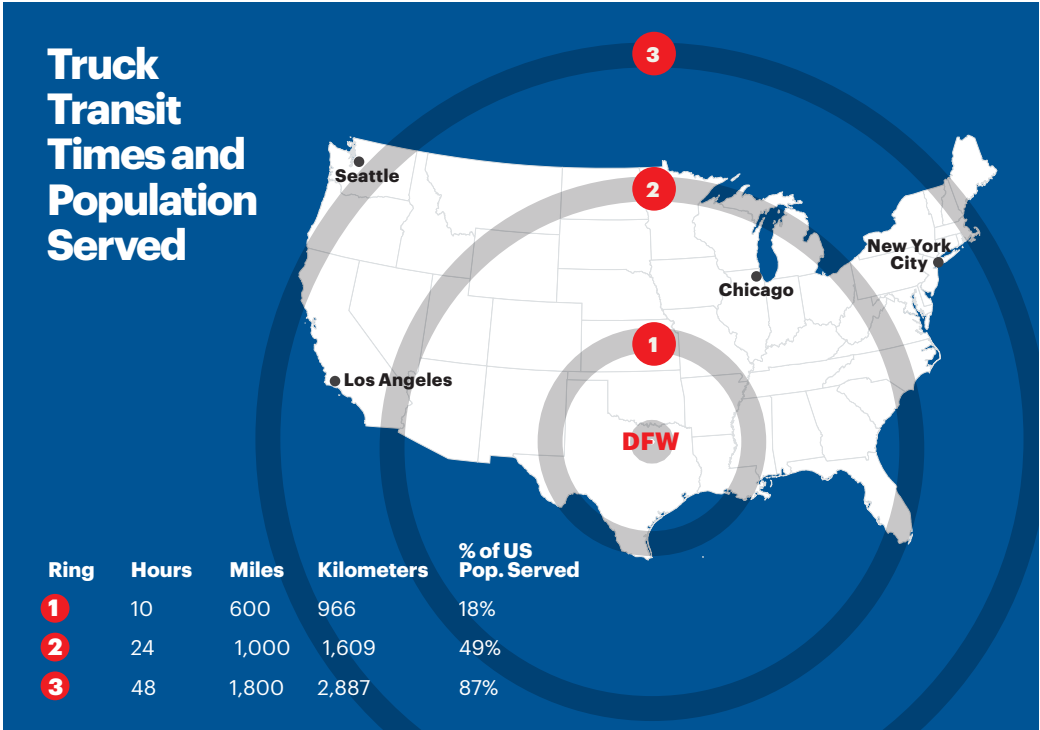 Truck
Transit
Times and
Population
Served
3
Seattle
2
New York
City
Chicago
1
Los Angeles
DFW
Ring Hours Miles Kilometers % of US
Pop. Served
1 10 600 966 18%
2 24 1,000 1,609 49%
3 48 1,800 2,887 87%